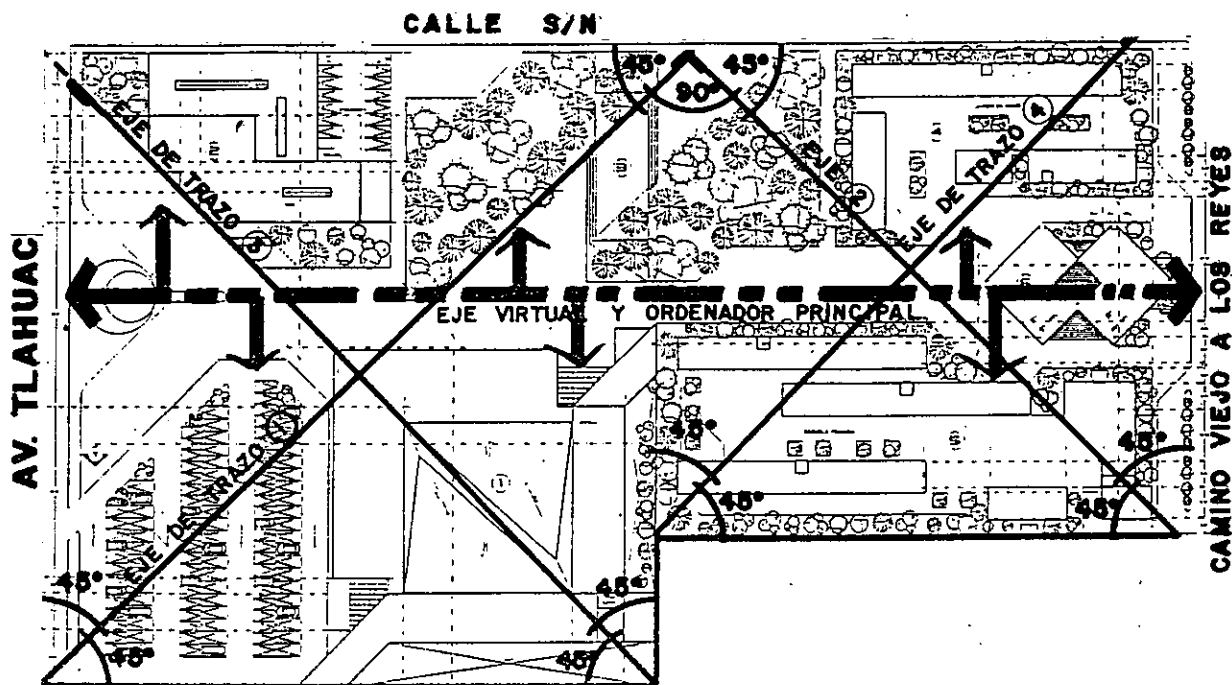 CALLE S/N
45°
45°
90°
EJE DE TRAZO 3
EJE 2
EJE DE TRAZO 4
AV. TLAHUAC
CAMINO VIEJO A LOS REYES
EJE VIRTUAL Y ORDENADOR PRINCIPAL
EJE DE TRAZO 1
45°
45°
45°
45°
45°
45°
45°
45°